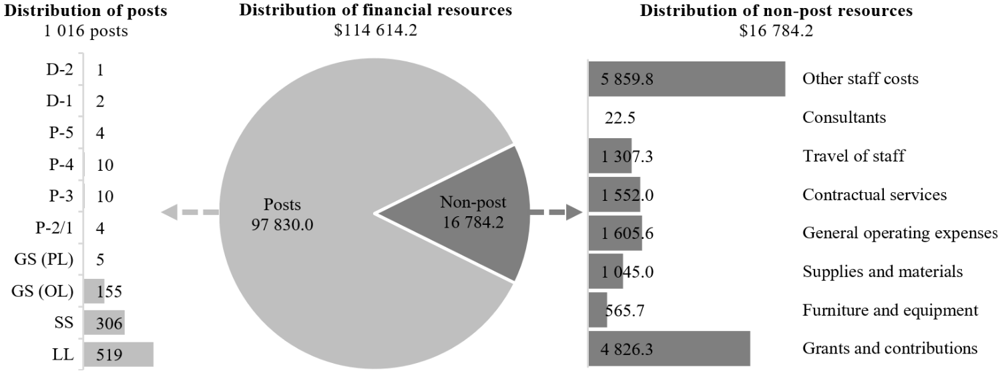 Distribution of posts
1 016 posts
D-2 1
D-1 2
P-5 4
P-4 10
P-3 10
P-2/1 4
GS (PL) 5
GS (OL) 155
SS 306
LL 519
Distribution of financial resources
$114 614.2
Posts
97 830.0
Non-post
16 784.2
Distribution of non-post resources
$16 784.2
5 859.8 Other staff costs
22.5 Consultants
1 307.3 Travel of staff
1 552.0 Contractual services
1 605.6 General operating expenses
1 045.0 Supplies and materials
565.7 Furniture and equipment
4 826.3 Grants and contributions